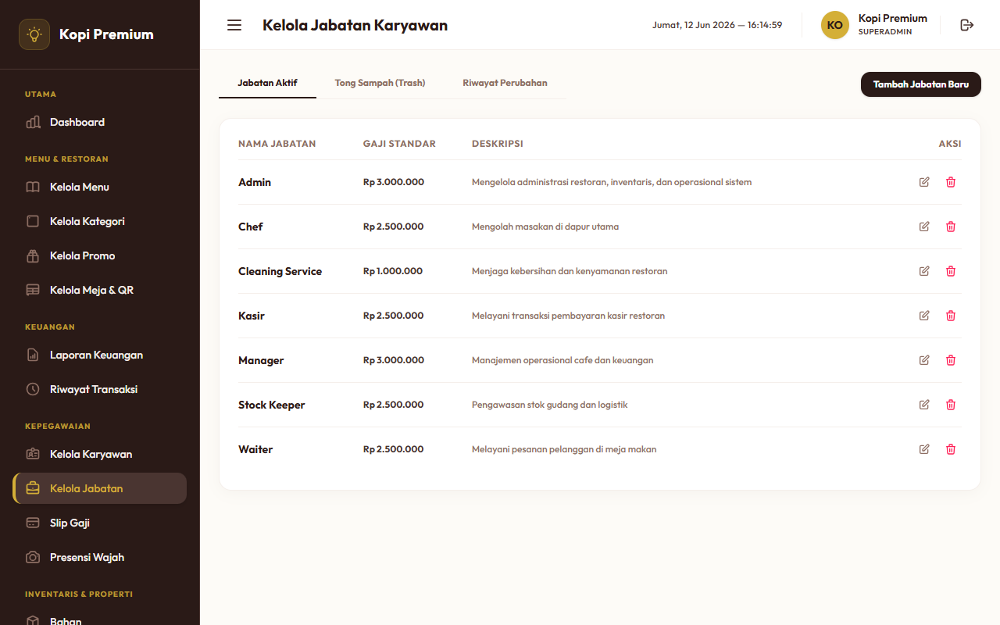 Kopi Premium
UTAMA
Dashboard
MENU & RESTORAN
Kelola Menu
Kelola Kategori
Kelola Promo
Kelola Meja & QR
KEUANGAN
Laporan Keuangan
Riwayat Transaksi
KEPEGAWAIAN
Kelola Karyawan
Kelola Jabatan
Slip Gaji
Presensi Wajah
INVENTARIS & PROPERTI
Bahan
Kelola Jabatan Karyawan
Jumat, 12 Jun 2026 — 16:14:59
KO
Kopi Premium
SUPERADMIN
Jabatan Aktif
Tong Sampah (Trash)
Riwayat Perubahan
Tambah Jabatan Baru
NAMA JABATAN GAJI STANDAR DESKRIPSI AKSI
Admin Rp 3.000.000 Mengelola administrasi restoran, inventaris, dan operasional sistem
Chef Rp 2.500.000 Mengolah masakan di dapur utama
Cleaning Service Rp 1.000.000 Menjaga kebersihan dan kenyamanan restoran
Kasir Rp 2.500.000 Melayani transaksi pembayaran kasir restoran
Manager Rp 3.000.000 Manajemen operasional cafe dan keuangan
Stock Keeper Rp 2.500.000 Pengawasan stok gudang dan logistik
Waiter Rp 2.500.000 Melayani pesanan pelanggan di meja makan